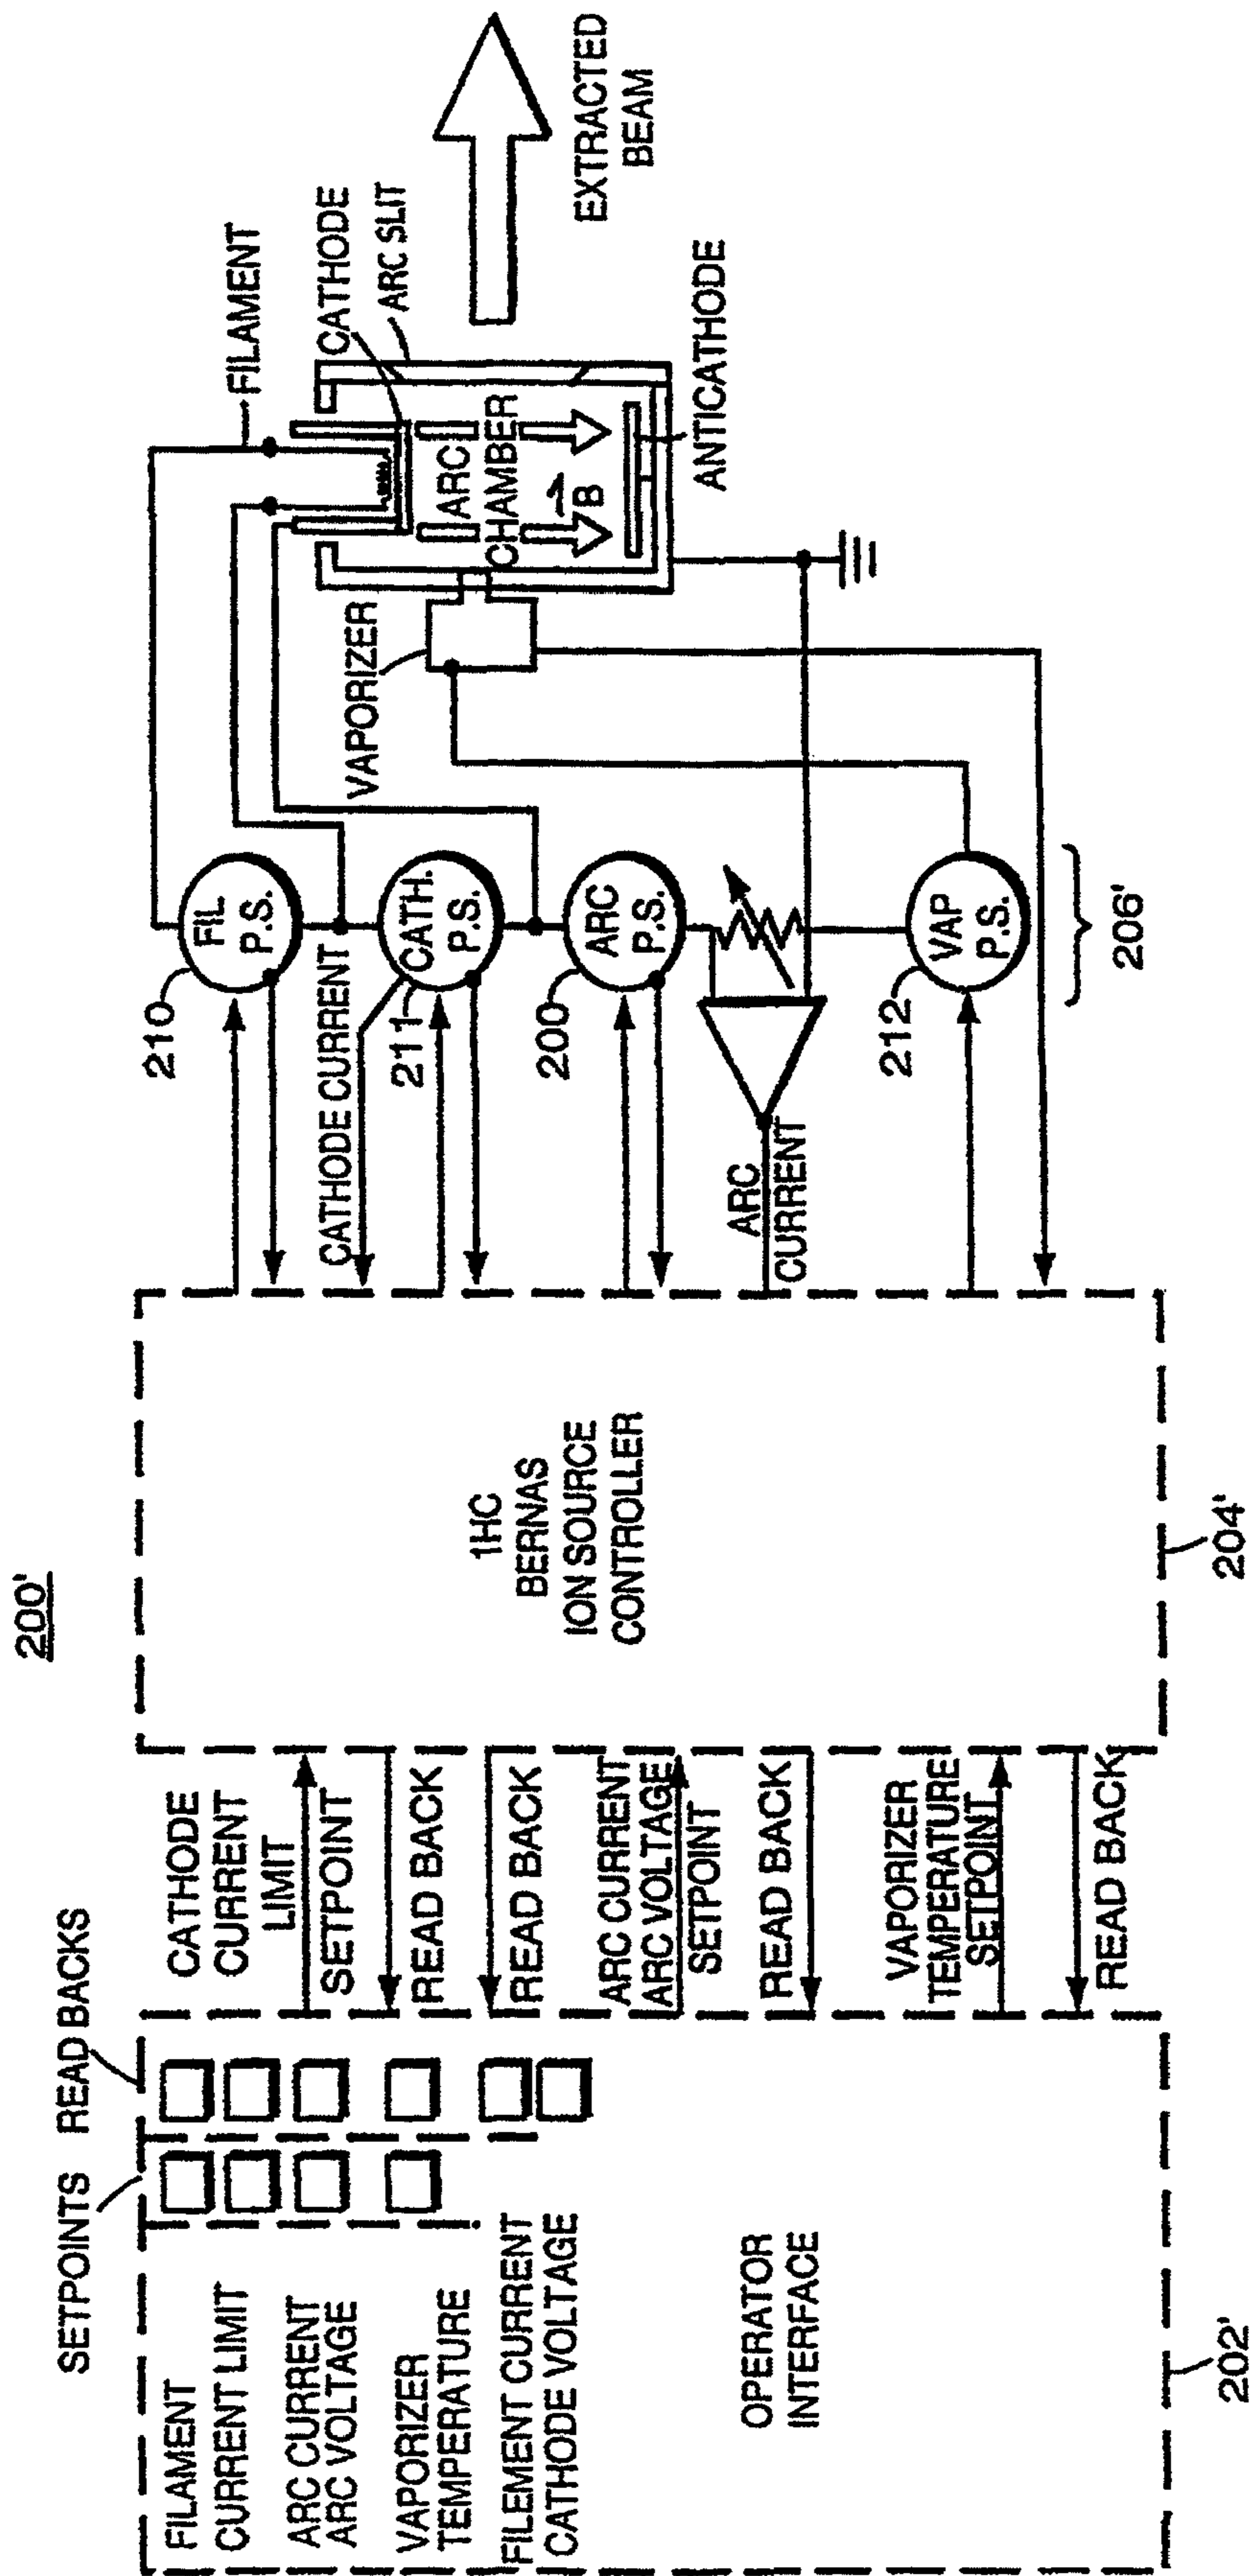 200'
SETPOINTS
READ BACKS
FILAMENT
CURRENT LIMIT
ARC CURRENT
ARC VOLTAGE
VAPORIZER
TEMPERATURE
FILEMENT CURRENT
CATHODE VOLTAGE
OPERATOR
INTERFACE
202'
CATHODE
CURRENT
LIMIT
SETPOINT
READ BACK
READ BACK
ARC CURRENT
ARC VOLTAGE
SETPOINT
READ BACK
VAPORIZER
TEMPERATURE
SETPOINT
READ BACK
1HC
BERNAS
ION SOURCE
CONTROLLER
204'
210
FIL
P.S.
CATHODE CURRENT
211
CATH.
P.S.
200
ARC
P.S.
ARC
CURRENT
212
VAP
P.S.
206'
VAPORIZER
FILAMENT
CATHODE
ARC SLIT
ARC
CHAMBER
B
ANTICATHODE
EXTRACTED
BEAM